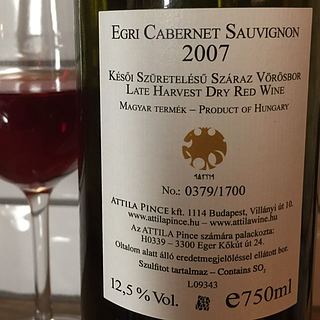 EGRI CABERNET SAUVIGNON
2007
KÉSŐI SZÜRETELÉSŰ SZÁRAZ VÖRÖSBOR
LATE HARVEST DRY RED WINE
MAGYAR TERMÉK – PRODUCT OF HUNGARY
No.: 0379/1700
ATTILA PINCE kft. 1114 Budapest, Villányi út 10.
www.attilapince.hu – www.attilawine.hu
Az ATTILA Pince számára palackozta:
H0339 – 3300 Eger Kőkút út 24.
Oltalom alatt álló eredetmegjelöléssel ellátott bor.
Szulfitot tartalmaz – Contains SO₂
L09343
12,5 % Vol. e750ml